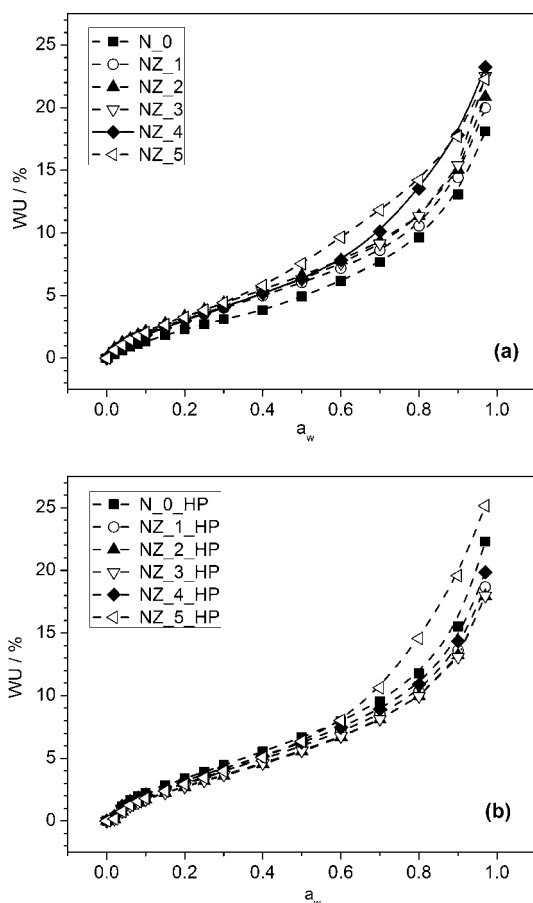 25
20
15
10
5
0
WU / %
N_0
NZ_1
NZ_2
NZ_3
NZ_4
NZ_5
(a)
0.0 0.2 0.4 0.6 0.8 1.0
a_w
25
20
15
10
5
0
WU / %
N_0_HP
NZ_1_HP
NZ_2_HP
NZ_3_HP
NZ_4_HP
NZ_5_HP
(b)
0.0 0.2 0.4 0.6 0.8 1.0
a_w